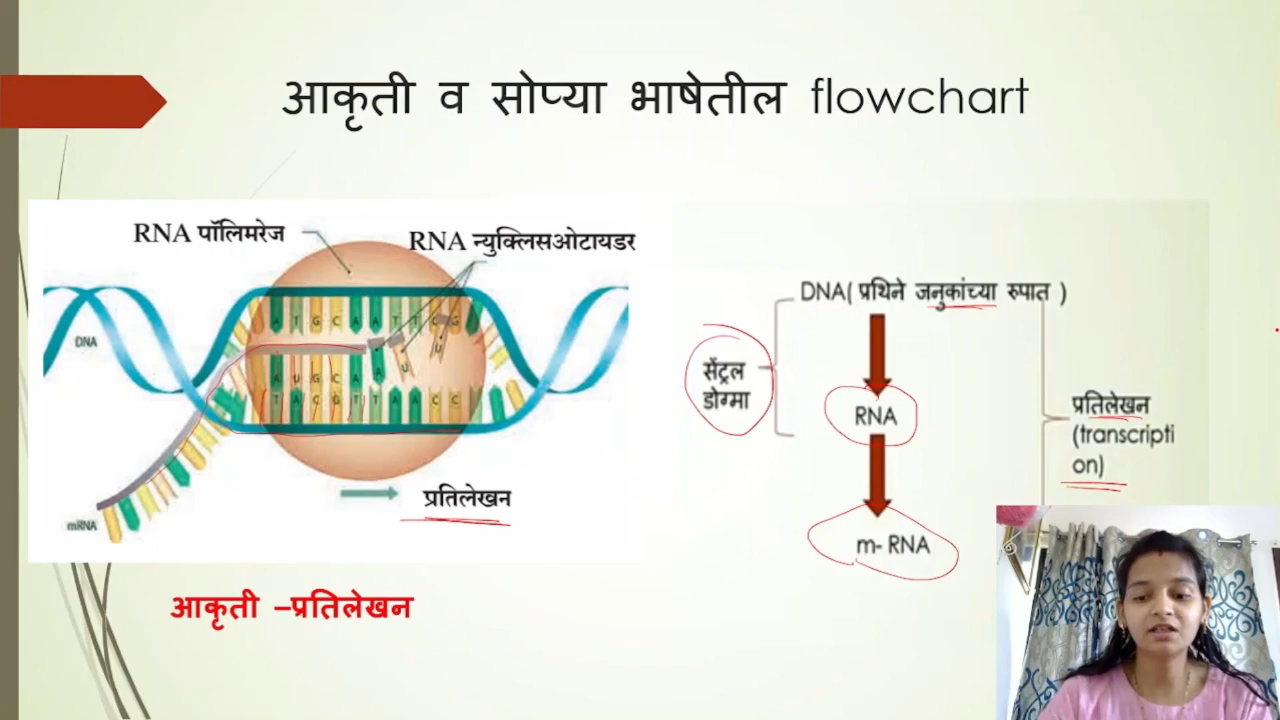 आकृती व सोप्या भाषेतील flowchart
RNA पॉलिमरेज
RNA न्युक्लिसओटायडर
DNA
A T G C A A T T C G
U
U
A U G C A A
T A C G T T A A C C
प्रतिलेखन
mRNA
आकृती –प्रतिलेखन
DNA( प्रथिने जनुकांच्या रुपात )
सेंट्रल
डोग्मा
RNA
प्रतिलेखन
(transcripti
on)
m- RNA